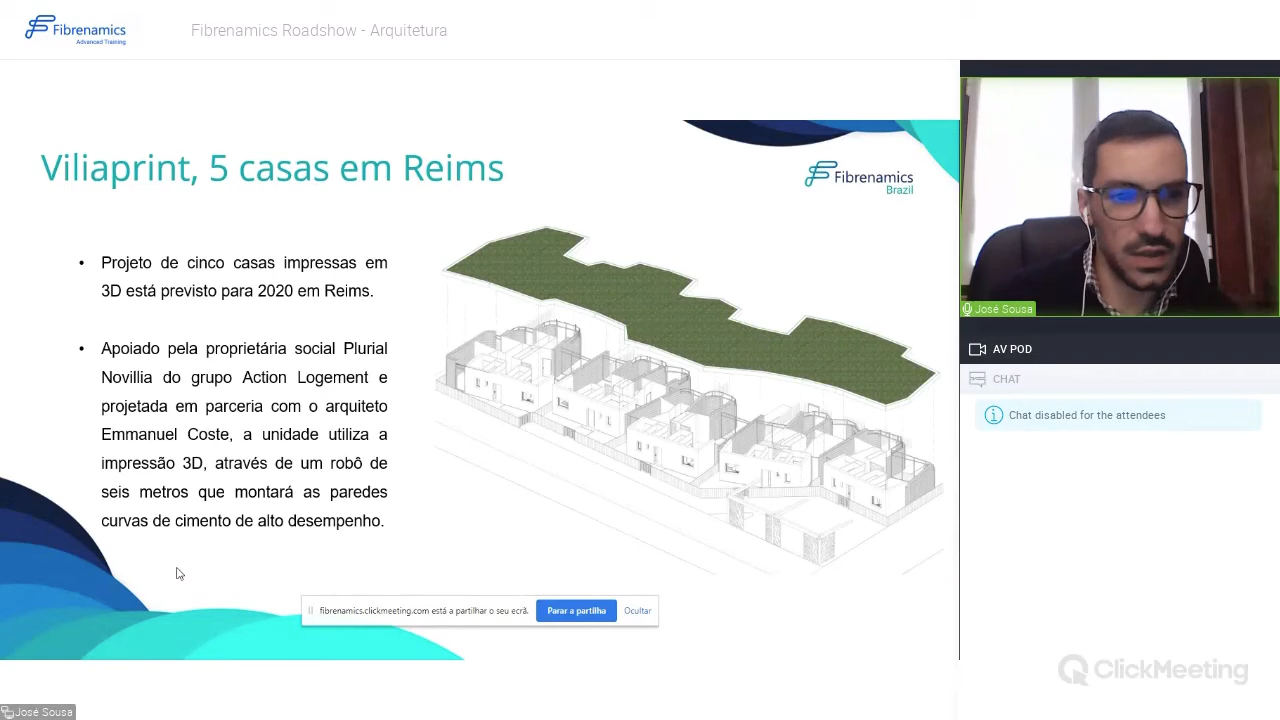 Fibrenamics
Advanced Training
Fibrenamics Roadshow - Arquitetura
Viliaprint, 5 casas em Reims
Fibrenamics
Brazil
• Projeto de cinco casas impressas em
3D está previsto para 2020 em Reims.
• Apoiado pela proprietária social Plurial
Novillia do grupo Action Logement e
projetada em parceria com o arquiteto
Emmanuel Coste, a unidade utiliza a
impressão 3D, através de um robô de
seis metros que montará as paredes
curvas de cimento de alto desempenho.
fibrenamics.clickmeeting.com está a partilhar o seu ecrã.
Parar a partilha
Ocultar
José Sousa
AV POD
CHAT
Chat disabled for the attendees
ClickMeeting
José Sousa